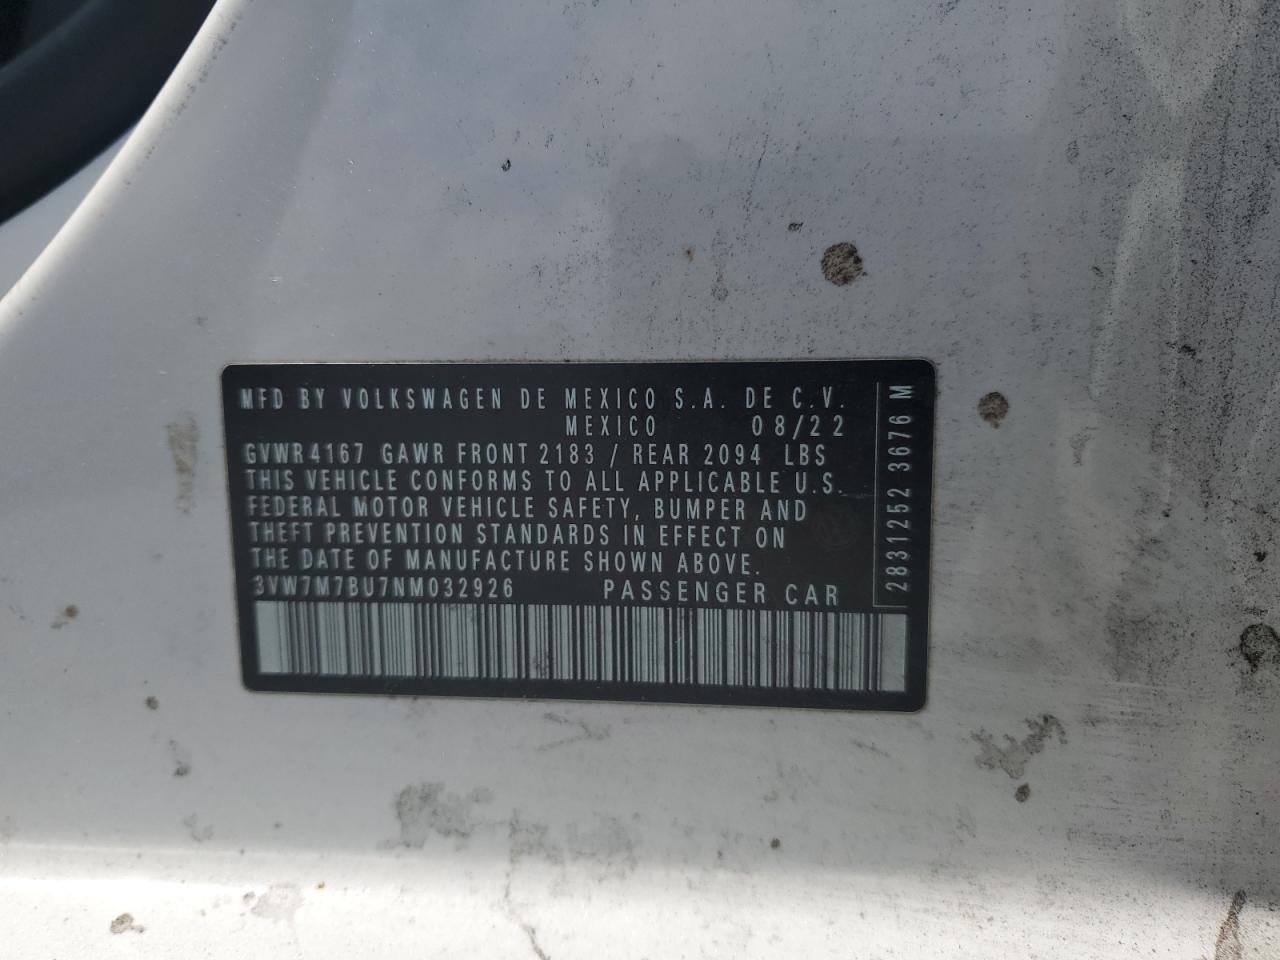 MFD BY VOLKSWAGEN DE MEXICO S.A. DE C.V.
MEXICO 08/22
GVWR 4167 GAWR FRONT 2183 / REAR 2094 LBS
THIS VEHICLE CONFORMS TO ALL APPLICABLE U.S.
FEDERAL MOTOR VEHICLE SAFETY, BUMPER AND
THEFT PREVENTION STANDARDS IN EFFECT ON
THE DATE OF MANUFACTURE SHOWN ABOVE.
3VW7M7BU7NM032926 PASSENGER CAR
2831252 3676 M